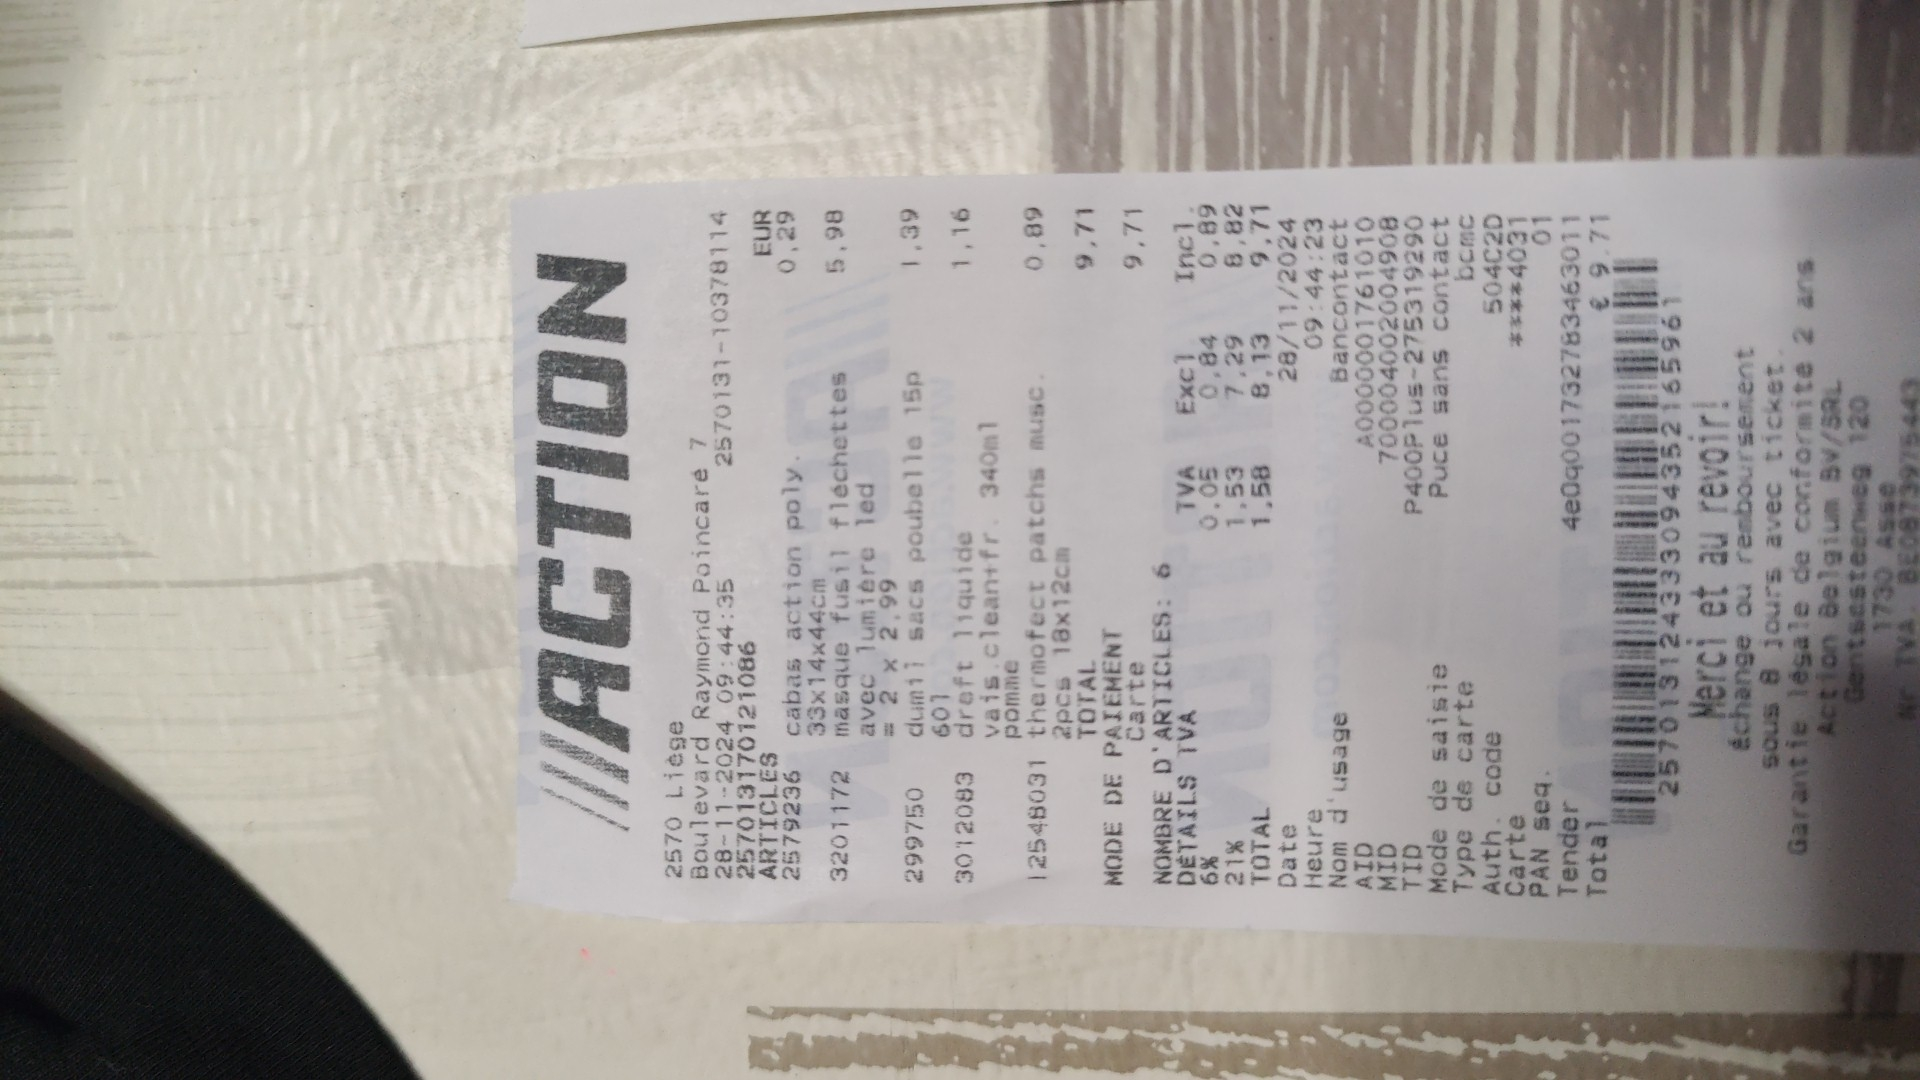 ///ACTION
2570 Liège
Boulevard Raymond Poincaré 7
28-11-2024 09:44:35 2570131-10378114
2570131701121086
ARTICLES EUR
2579236 cabas action poly. 0,29
33x14x44cm
3201172 masque fusil fléchettes 5,98
avec lumière led
= 2 x 2,99
299750 dumil sacs poubelle 15p 1,39
60l
3012083 dreft liquide 1,16
vais.clean+fr. 340ml
pomme
12548031 thermofect patchs musc. 0,89
2pcs 18x12cm
TOTAL 9,71
MODE DE PAIEMENT
Carte 9,71
NOMBRE D'ARTICLES: 6
DÉTAILS TVA TVA Excl. Incl.
6% 0,05 0,84 0,89
21% 1,53 7,29 8,82
TOTAL 1,58 8,13 9,71
Date 28/11/2024
Heure 09:44:23
Nom d'usage Bancontact
AID A0000001761010
MID 700004002004908
TID P400Plus-275319290
Mode de saisie Puce sans contact
Type de carte bcmc
Auth. code 504C2D
Carte *****4031
PAN seq. 01
Tender 4e0q001732783463011
Total € 9.71
257013124333094352165961
Merci et au revoir!
échange ou remboursement
sous 8 jours avec ticket.
Garantie légale de conformité 2 ans
Action Belgium BV/SRL
Gentsesteenweg 120
1730 Asse
Nr TVA. BE0873975443